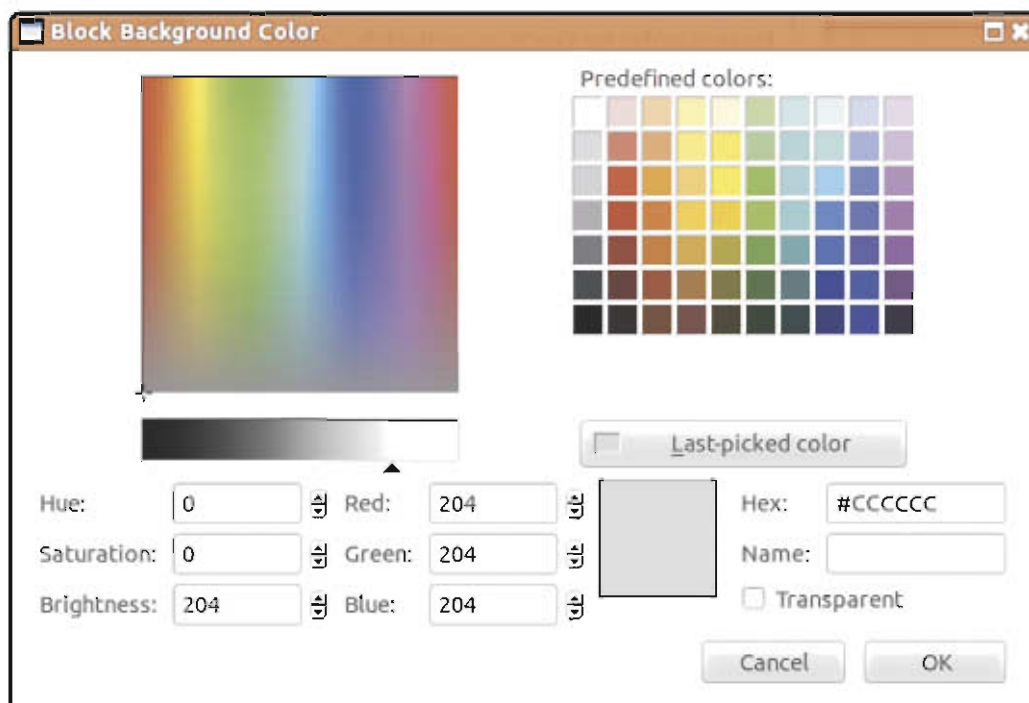 Block Background Color
Predefined colors:
Last-picked color
Hue: 0 Red: 204 Hex: #CCCCCC
Saturation: 0 Green: 204 Name:
Brightness: 204 Blue: 204 Transparent
Cancel OK